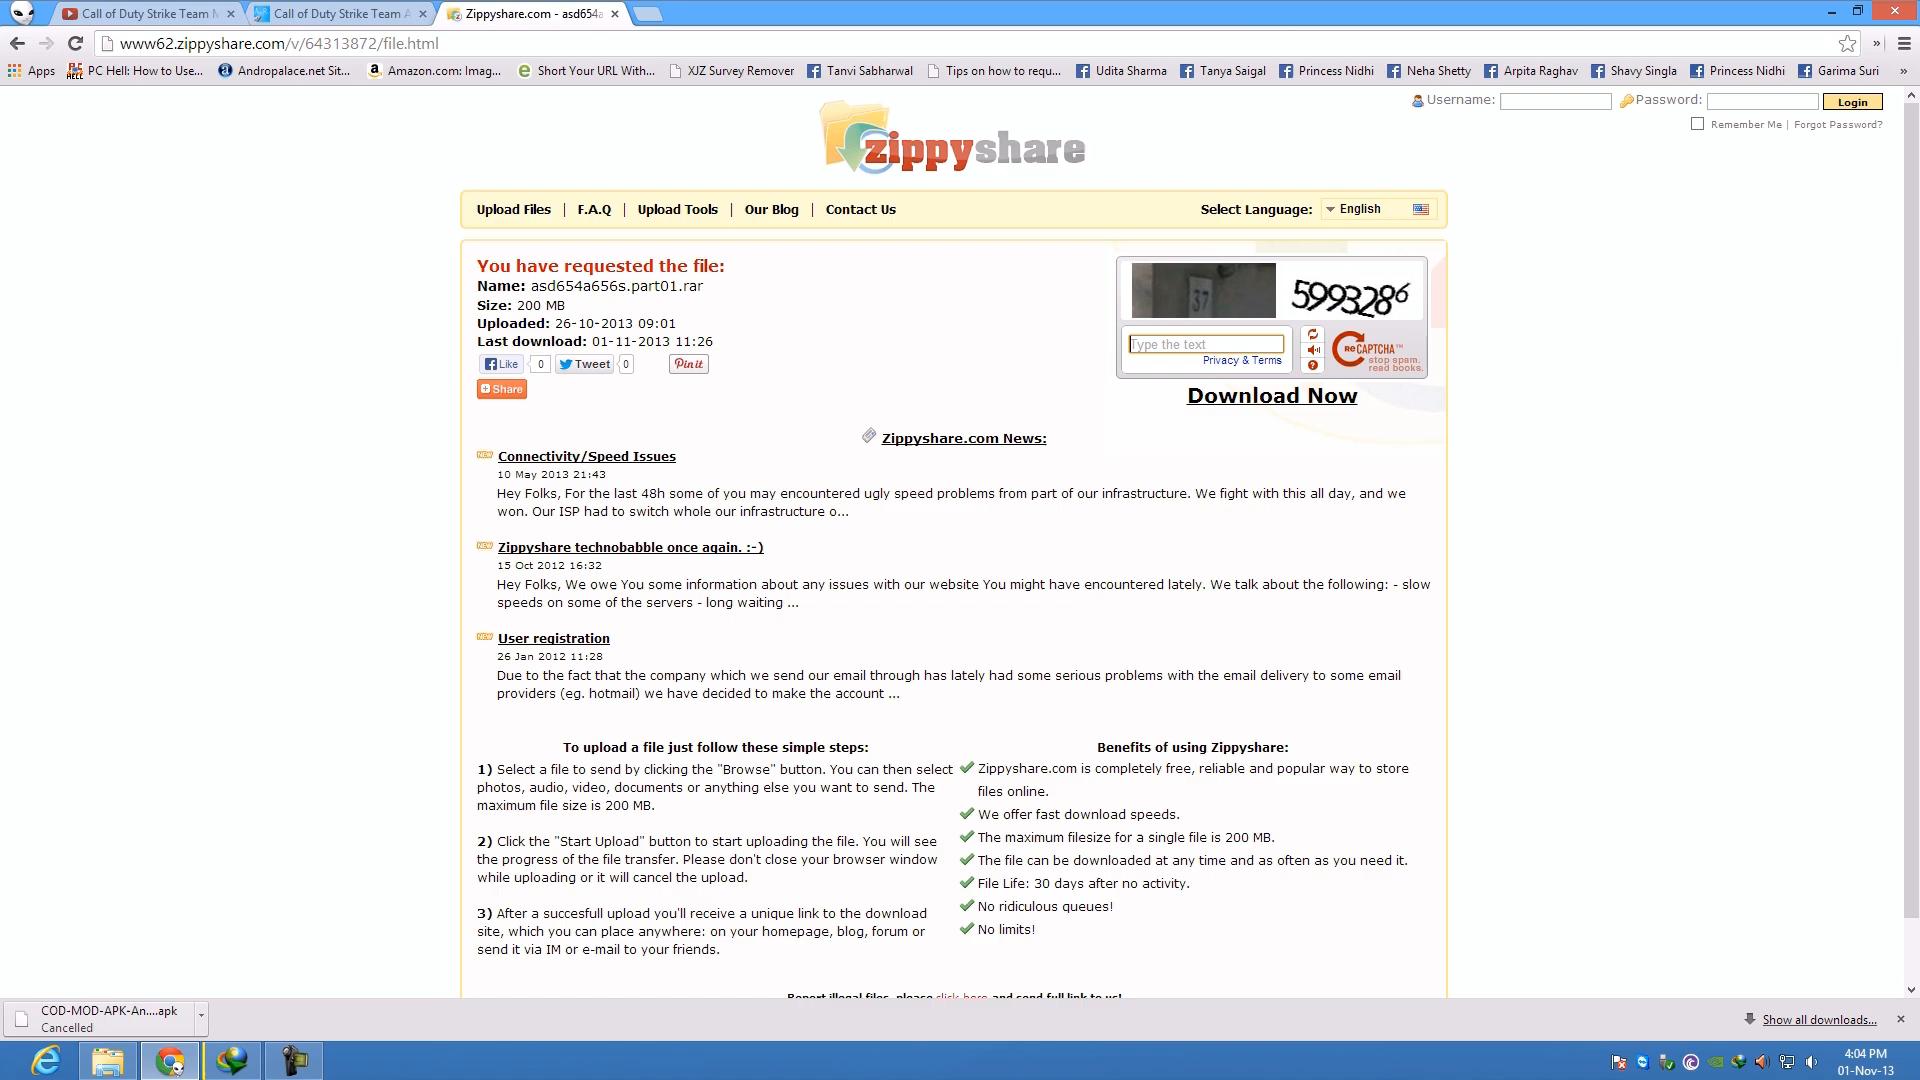 Call of Duty Strike Team M
Call of Duty Strike Team A
Zippyshare.com - asd654a
www62.zippyshare.com/v/64313872/file.html
Apps
PC Hell: How to Use...
Andropalace.net Sit...
Amazon.com: Imag...
Short Your URL With...
XJZ Survey Remover
Tanvi Sabharwal
Tips on how to requ...
Udita Sharma
Tanya Saigal
Princess Nidhi
Neha Shetty
Arpita Raghav
Shavy Singla
Princess Nidhi
Garima Suri
Username:
Password:
Login
Remember Me | Forgot Password?
zippyshare
Upload Files | F.A.Q | Upload Tools | Our Blog | Contact Us
Select Language: English
You have requested the file:
Name: asd654a656s.part01.rar
Size: 200 MB
Uploaded: 26-10-2013 09:01
Last download: 01-11-2013 11:26
Like 0 Tweet 0 Pinit
Share
37 5993286
Type the text
Privacy & Terms
reCAPTCHA™
stop spam.
read books.
Download Now
Zippyshare.com News:
NEW Connectivity/Speed Issues
10 May 2013 21:43
Hey Folks, For the last 48h some of you may encountered ugly speed problems from part of our infrastructure. We fight with this all day, and we
won. Our ISP had to switch whole our infrastructure o...
NEW Zippyshare technobabble once again. :-)
15 Oct 2012 16:32
Hey Folks, We owe You some information about any issues with our website You might have encountered lately. We talk about the following: - slow
speeds on some of the servers - long waiting ...
NEW User registration
26 Jan 2012 11:28
Due to the fact that the company which we send our email through has lately had some serious problems with the email delivery to some email
providers (eg. hotmail) we have decided to make the account ...
To upload a file just follow these simple steps:
1) Select a file to send by clicking the "Browse" button. You can then select
photos, audio, video, documents or anything else you want to send. The
maximum file size is 200 MB.
2) Click the "Start Upload" button to start uploading the file. You will see
the progress of the file transfer. Please don't close your browser window
while uploading or it will cancel the upload.
3) After a succesfull upload you'll receive a unique link to the download
site, which you can place anywhere: on your homepage, blog, forum or
send it via IM or e-mail to your friends.
Benefits of using Zippyshare:
Zippyshare.com is completely free, reliable and popular way to store
files online.
We offer fast download speeds.
The maximum filesize for a single file is 200 MB.
The file can be downloaded at any time and as often as you need it.
File Life: 30 days after no activity.
No ridiculous queues!
No limits!
Report illegal files, please click here and send full link to us!
COD-MOD-APK-An....apk
Cancelled
Show all downloads...
4:04 PM
01-Nov-13